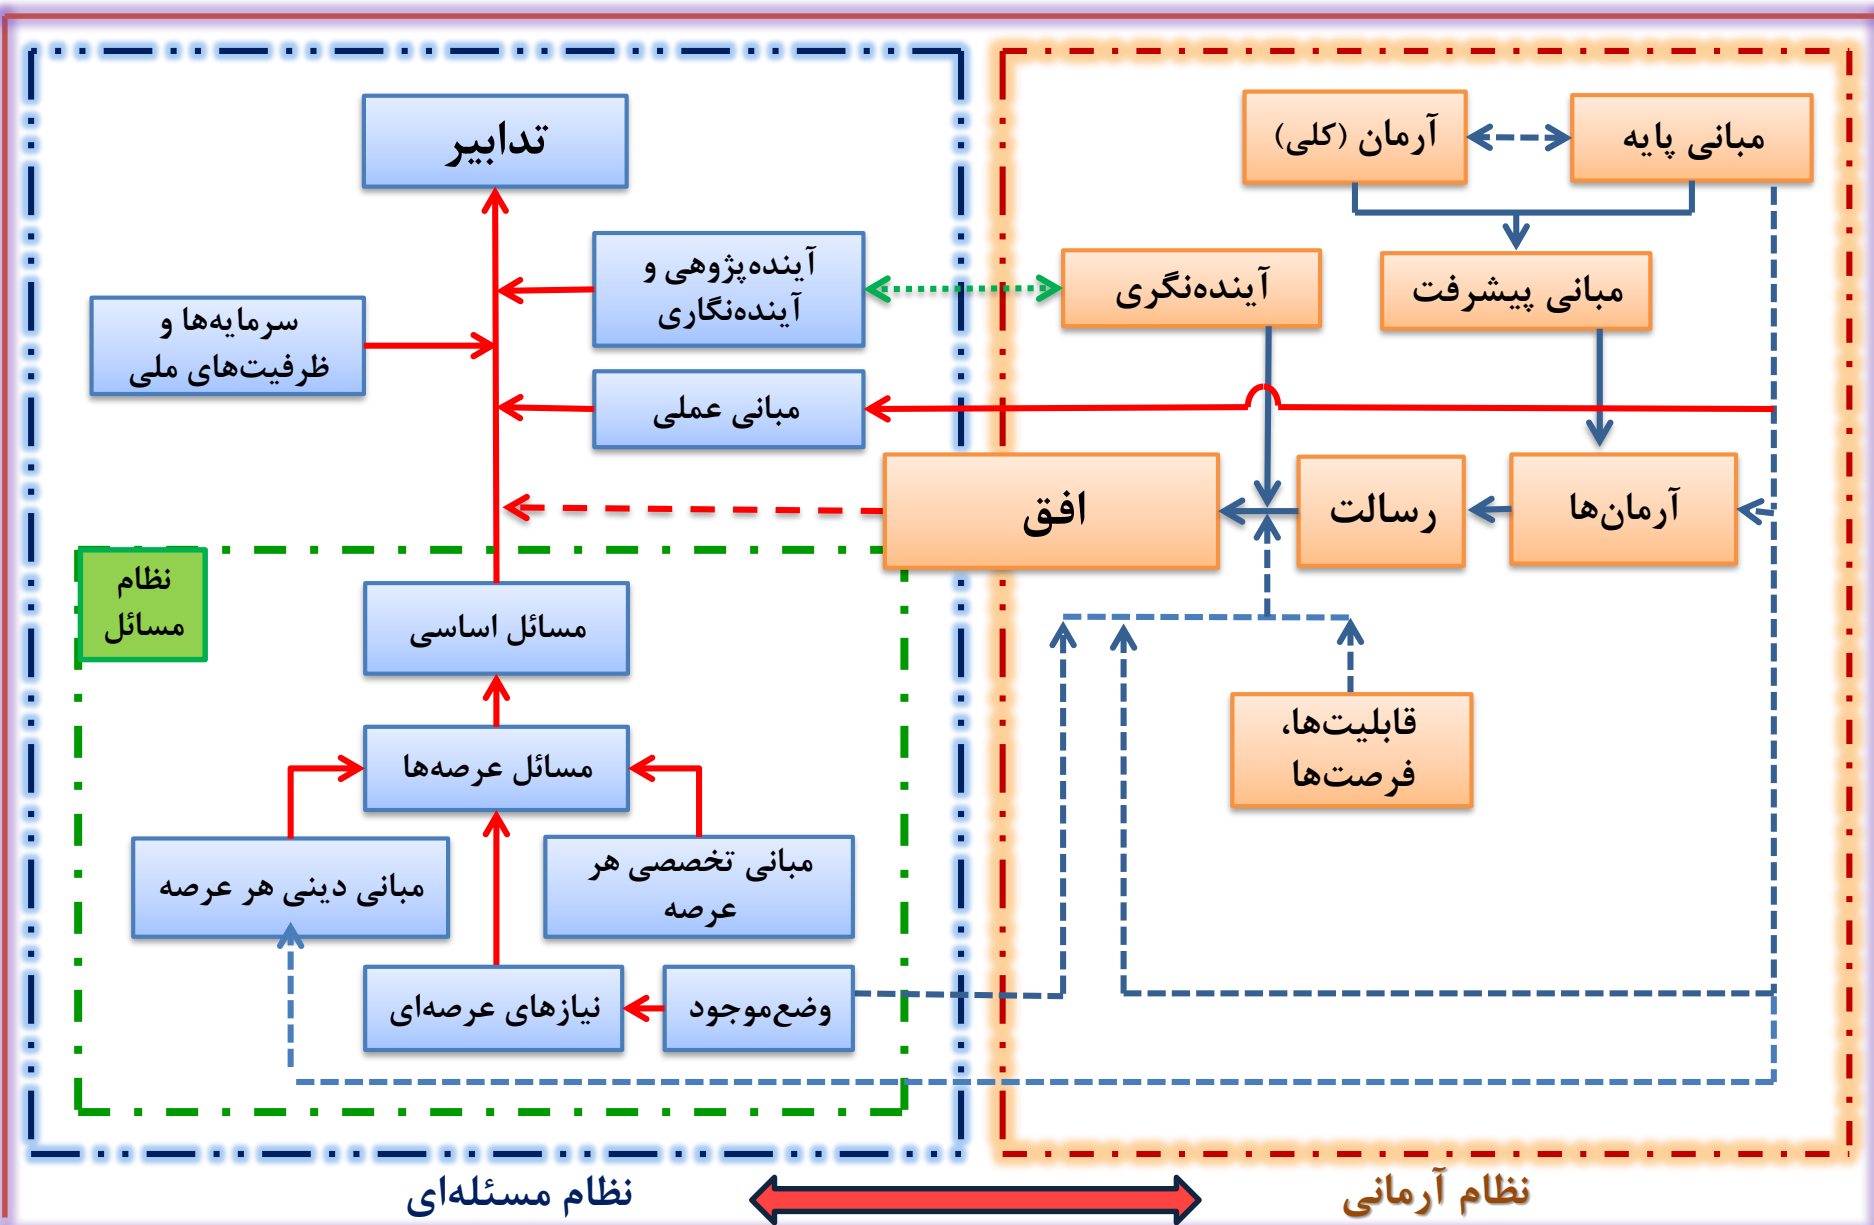 مبانی پایه
آرمان (کلی)
مبانی پیشرفت
آینده‌نگری
آرمان‌ها
رسالت
افق
قابلیت‌ها،
فرصت‌ها
نظام آرمانی
تدابیر
آینده‌پژوهی و
آینده‌نگاری
سرمایه‌ها و
ظرفیت‌های ملی
مبانی عملی
نظام
مسائل
مسائل اساسی
مسائل عرصه‌ها
مبانی تخصصی هر
عرصه
مبانی دینی هر عرصه
وضع‌موجود
نیازهای عرصه‌ای
نظام مسئله‌ای